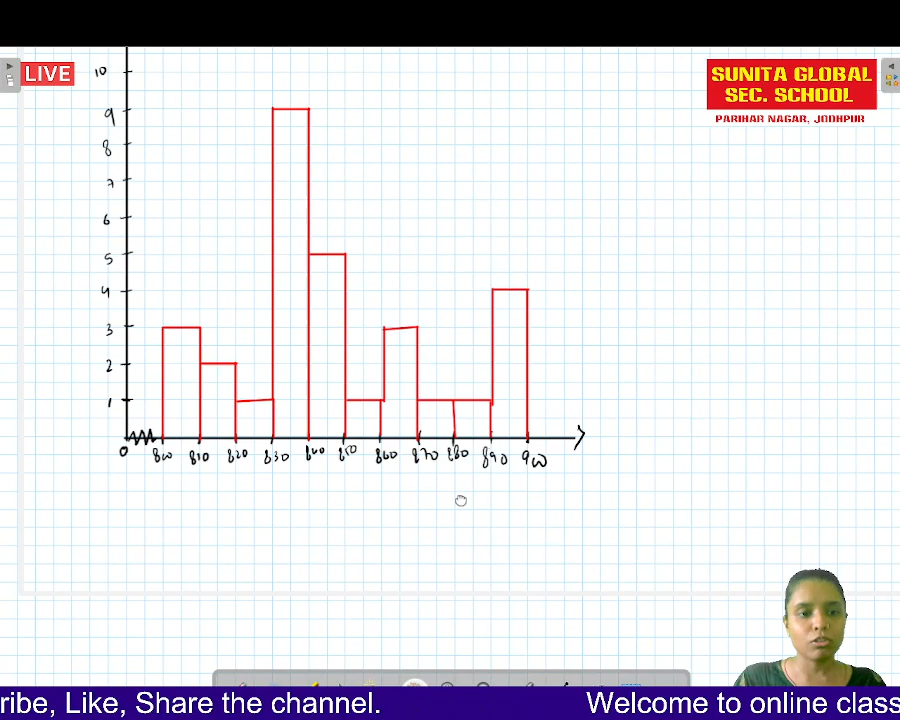 LIVE
SUNITA GLOBAL
SEC. SCHOOL
PARIHAR NAGAR, JODHPUR
10
9
8
7
6
5
4
3
2
1
0 800 810 820 830 840 850 860 870 880 890 900
ribe, Like, Share the channel. Welcome to online class